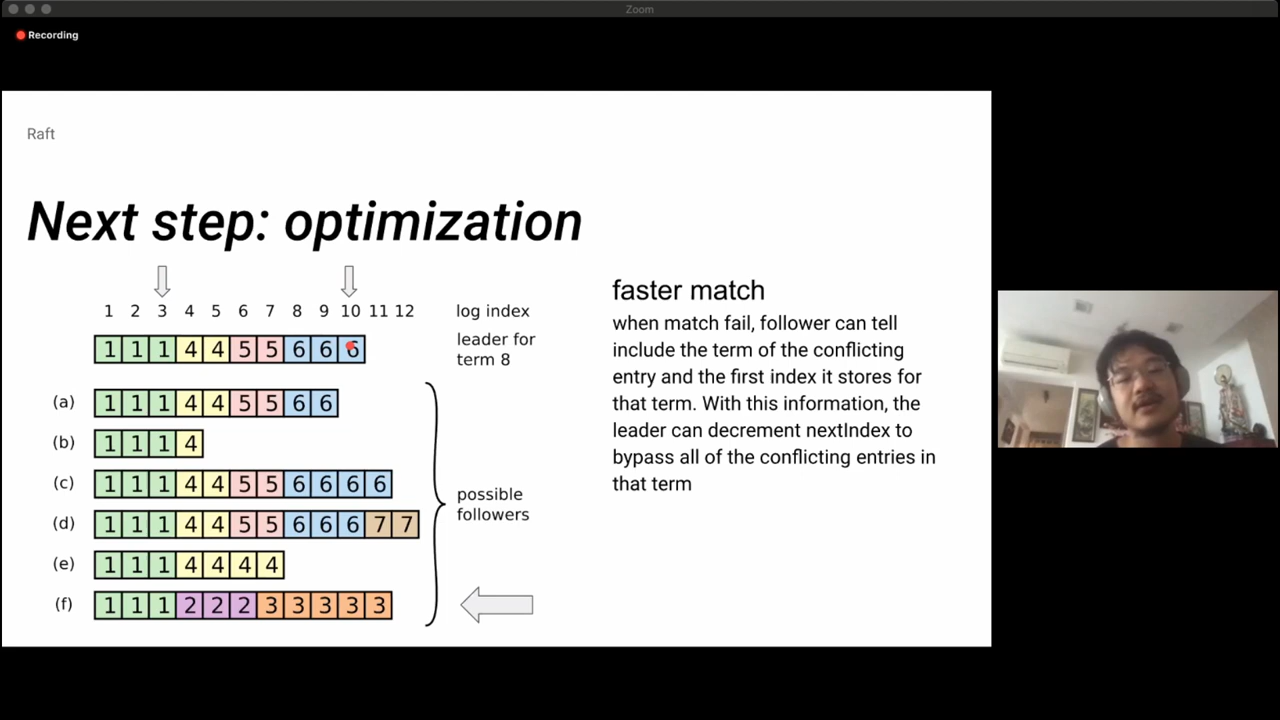 Zoom
Recording
Raft
Next step: optimization
1 2 3 4 5 6 7 8 9 10 11 12 log index
1 1 1 4 4 5 5 6 6 6 leader for
term 8
(a) 1 1 1 4 4 5 5 6 6
(b) 1 1 1 4
(c) 1 1 1 4 4 5 5 6 6 6 6
(d) 1 1 1 4 4 5 5 6 6 6 7 7
(e) 1 1 1 4 4 4 4
(f) 1 1 1 2 2 2 3 3 3 3 3
possible
followers
faster match
when match fail, follower can tell
include the term of the conflicting
entry and the first index it stores for
that term. With this information, the
leader can decrement nextIndex to
bypass all of the conflicting entries in
that term